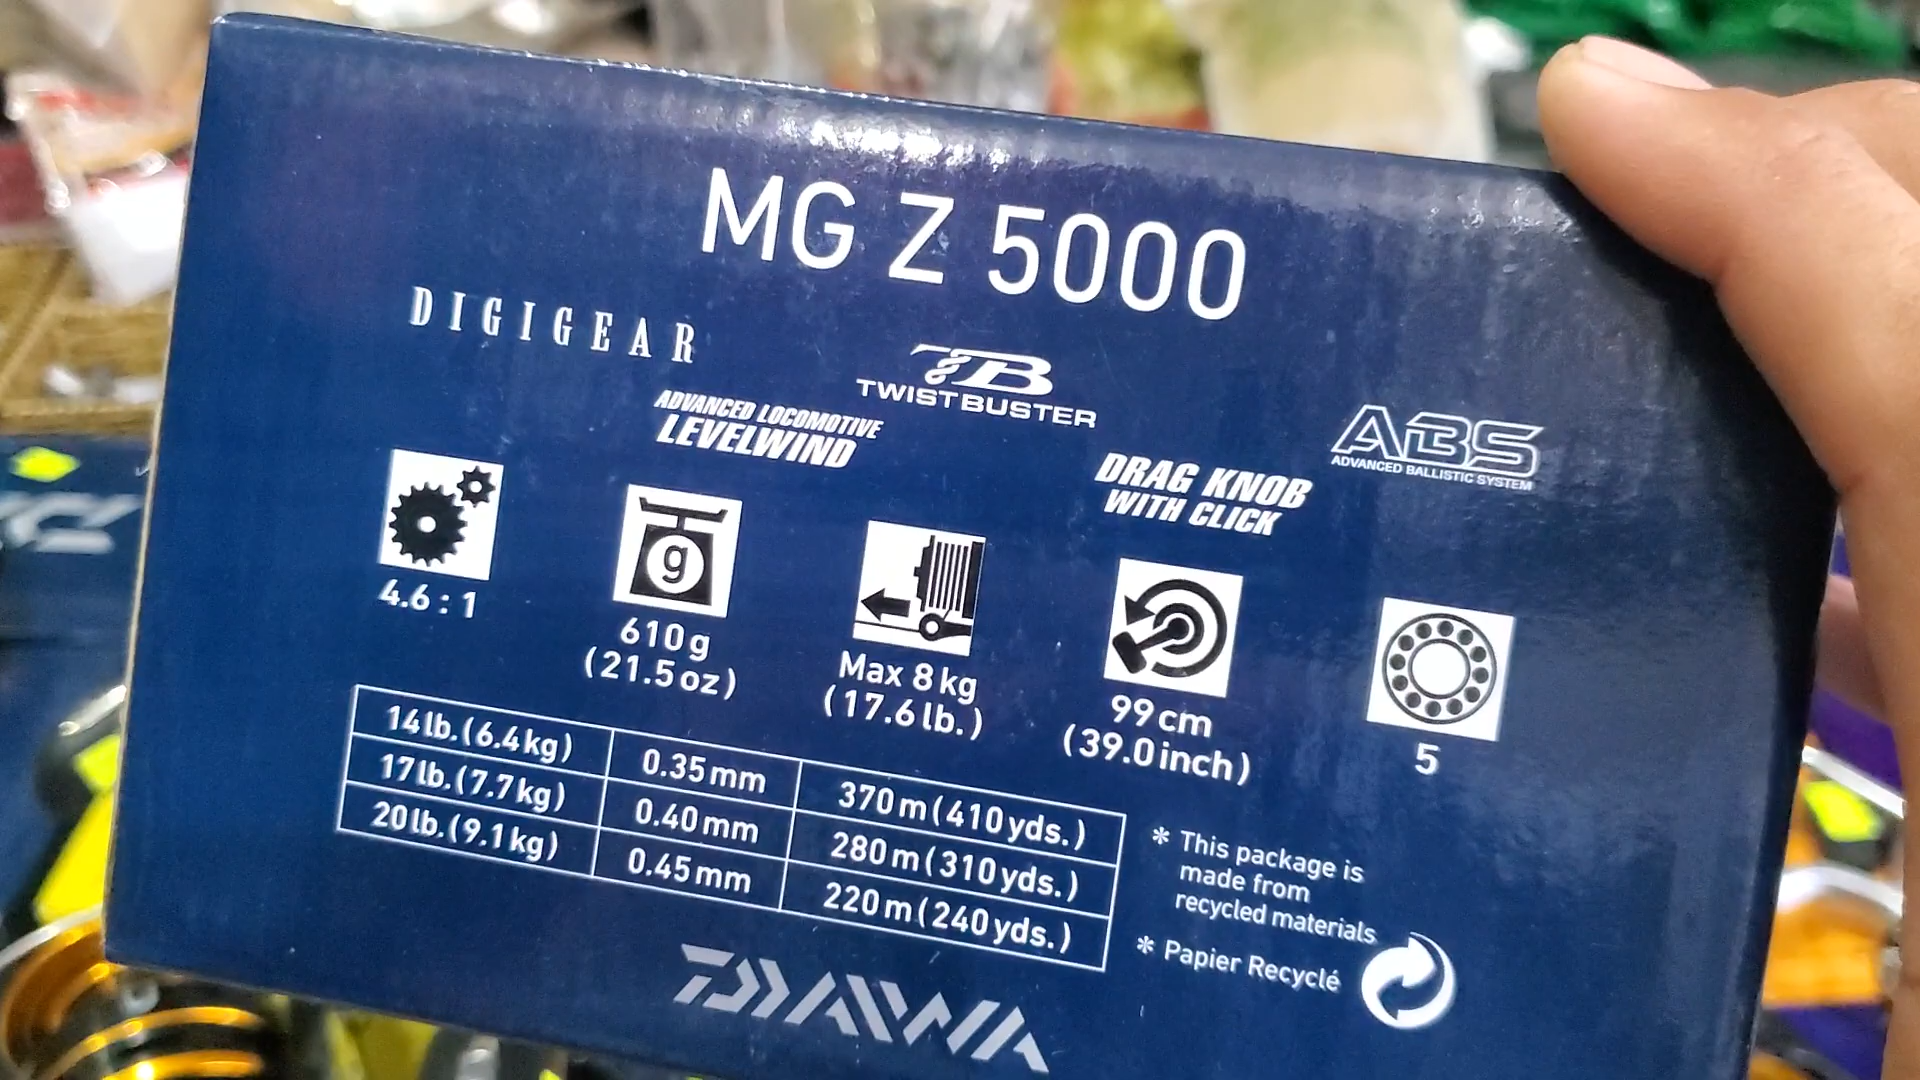 MG Z 5000
DIGIGEAR
TB
TWISTBUSTER
ABS
ADVANCED BALLISTIC SYSTEM
ADVANCED LOCOMOTIVE
LEVELWIND
DRAG KNOB
WITH CLICK
g
4.6 : 1
610 g
(21.5 oz)
Max 8 kg
(17.6 lb.)
99 cm
(39.0 inch)
5
14 lb. (6.4 kg) 0.35 mm 370 m (410 yds.)
17 lb. (7.7 kg) 0.40 mm 280 m (310 yds.)
20 lb. (9.1 kg) 0.45 mm 220 m (240 yds.)
* This package is
made from
recycled materials
* Papier Recyclé
DAIWA